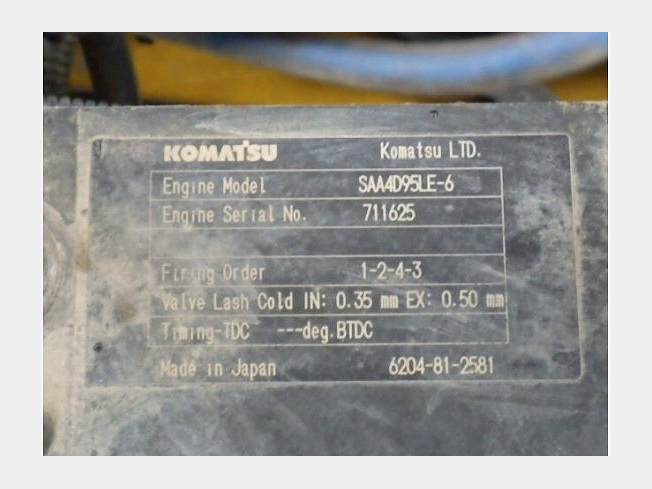 KOMATSU Komatsu LTD.
Engine Model SAA4D95LE-6
Engine Serial No. 711625
Firing Order 1-2-4-3
Valve Lash Cold IN: 0.35 mm EX: 0.50 mm
Timing-TDC ---deg.BTDC
Made in Japan 6204-81-2581